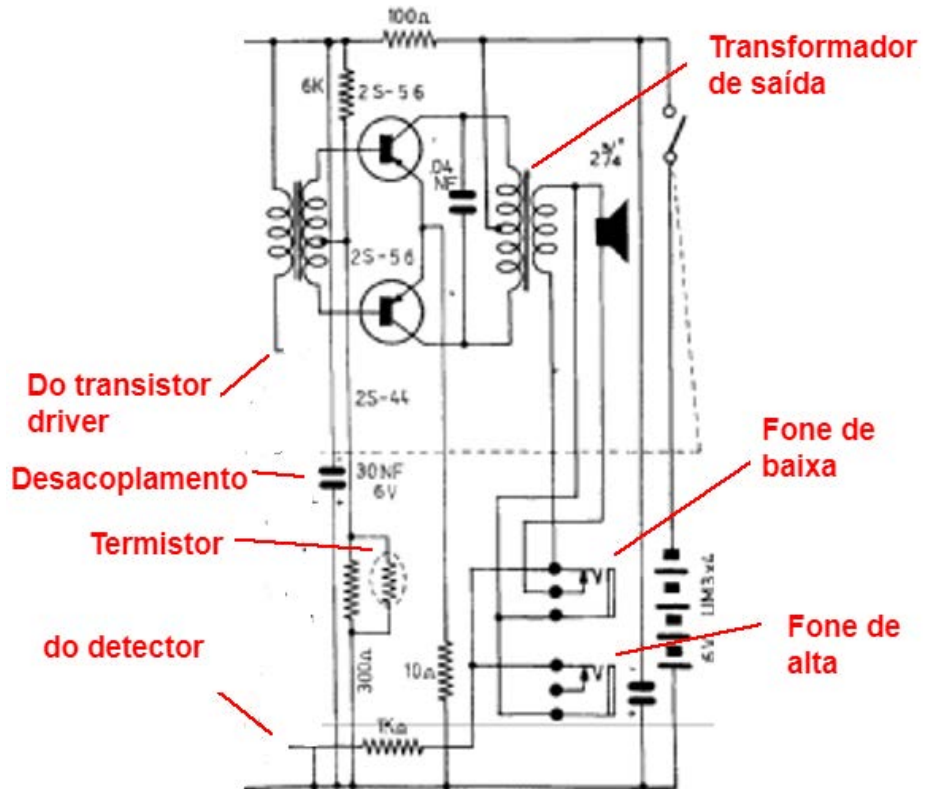 100Ω
Transformador
de saída
6K
2S-56
2 3/4"
.04
NF
2S-56
Do transistor
driver
2S-44
Fone de
baixa
Desacoplamento
30NF
6V
Termistor
UM3x4
6V
do detector
Fone de
alta
300Ω
10Ω
1KΩ